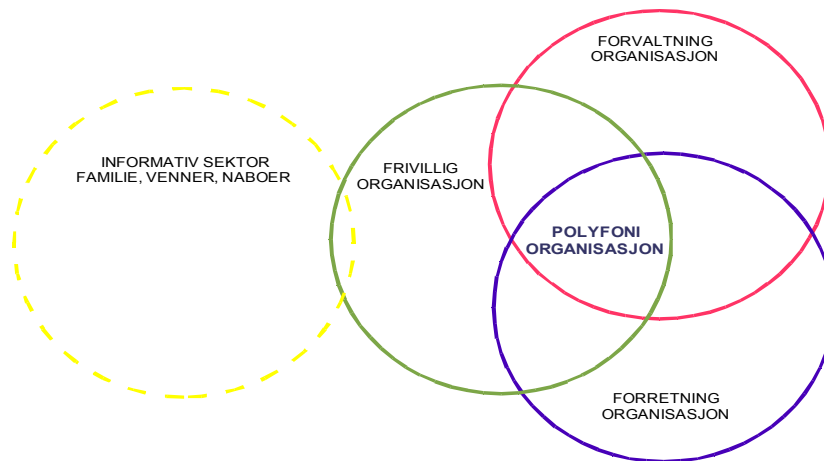 FORVALTNING
ORGANISASJON
INFORMATIV SEKTOR
FAMILIE, VENNER, NABOER
FRIVILLIG
ORGANISASJON
POLYFONI
ORGANISASJON
FORRETNING
ORGANISASJON